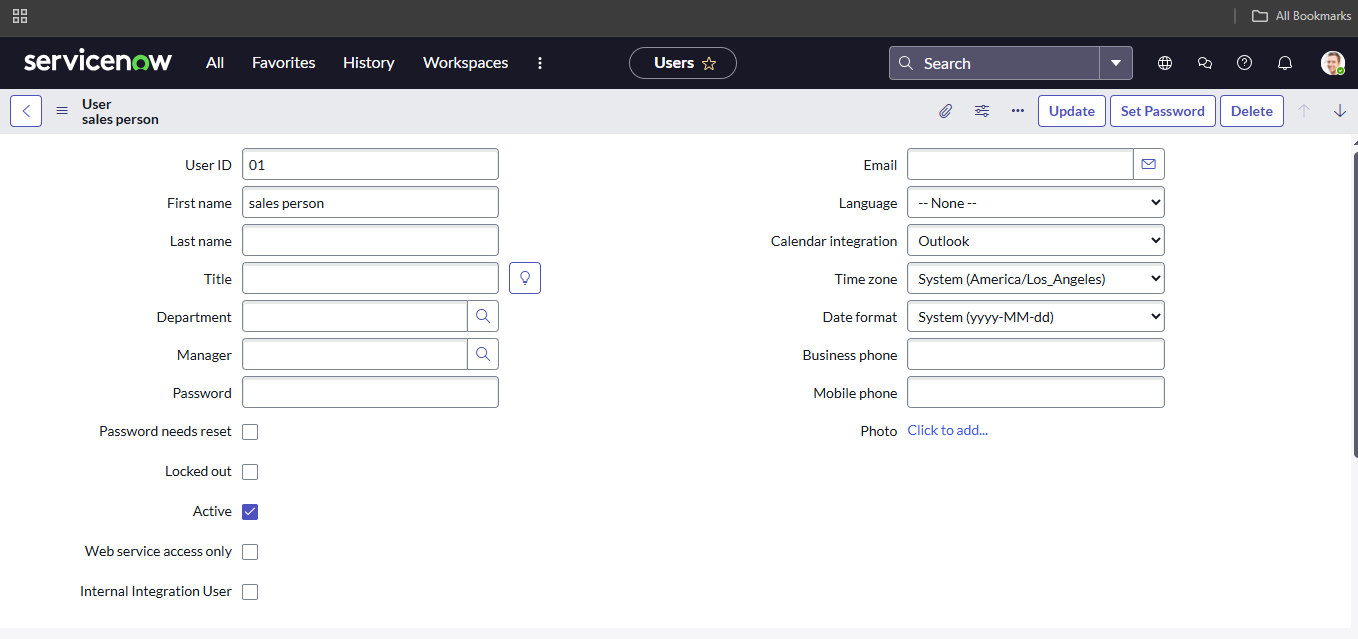 All Bookmarks
servicenow All Favorites History Workspaces Users Search
User
sales person
Update Set Password Delete
User ID 01
First name sales person
Last name
Title
Department
Manager
Password
Password needs reset
Locked out
Active
Web service access only
Internal Integration User
Email
Language -- None --
Calendar integration Outlook
Time zone System (America/Los_Angeles)
Date format System (yyyy-MM-dd)
Business phone
Mobile phone
Photo Click to add...